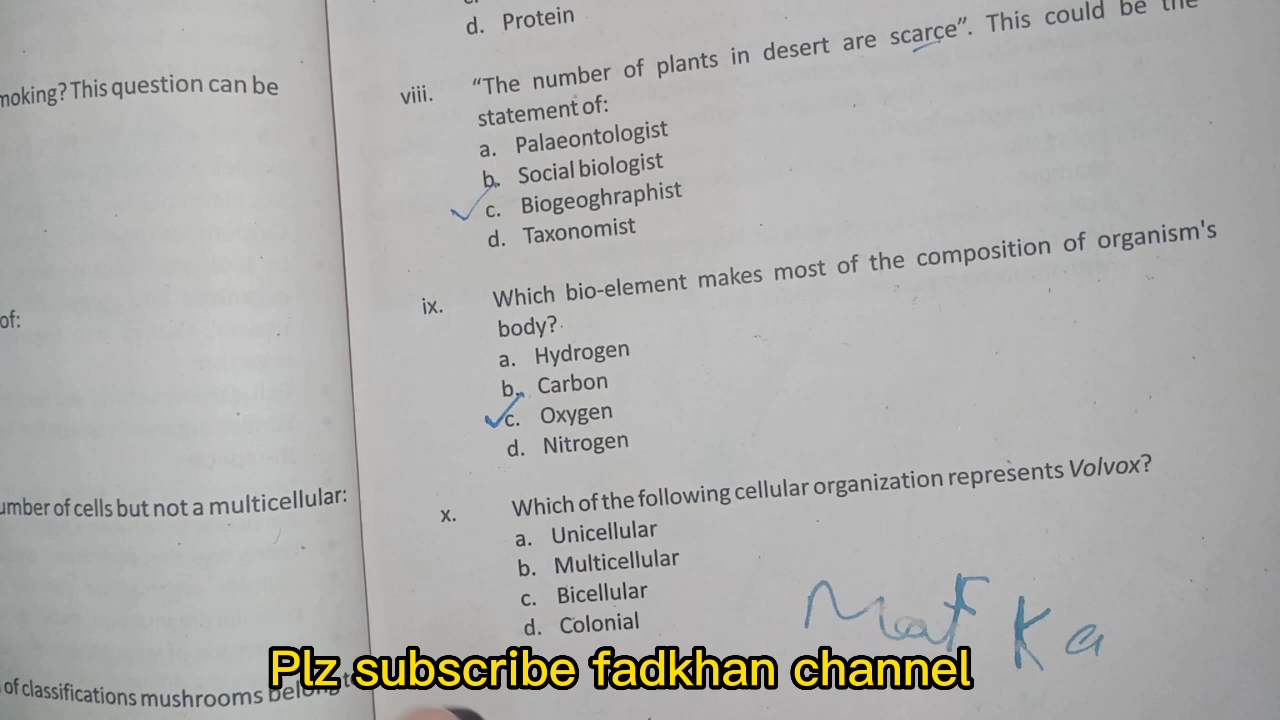 d. Protein
viii. “The number of plants in desert are scarce”. This could be the
statement of:
a. Palaeontologist
b. Social biologist
c. Biogeoghraphist
d. Taxonomist
ix. Which bio-element makes most of the composition of organism's
body?
a. Hydrogen
b. Carbon
c. Oxygen
d. Nitrogen
x. Which of the following cellular organization represents Volvox?
a. Unicellular
b. Multicellular
c. Bicellular
d. Colonial
moking? This question can be
of:
umber of cells but not a multicellular:
of classifications mushrooms
Plz subscribe fadkhan channel